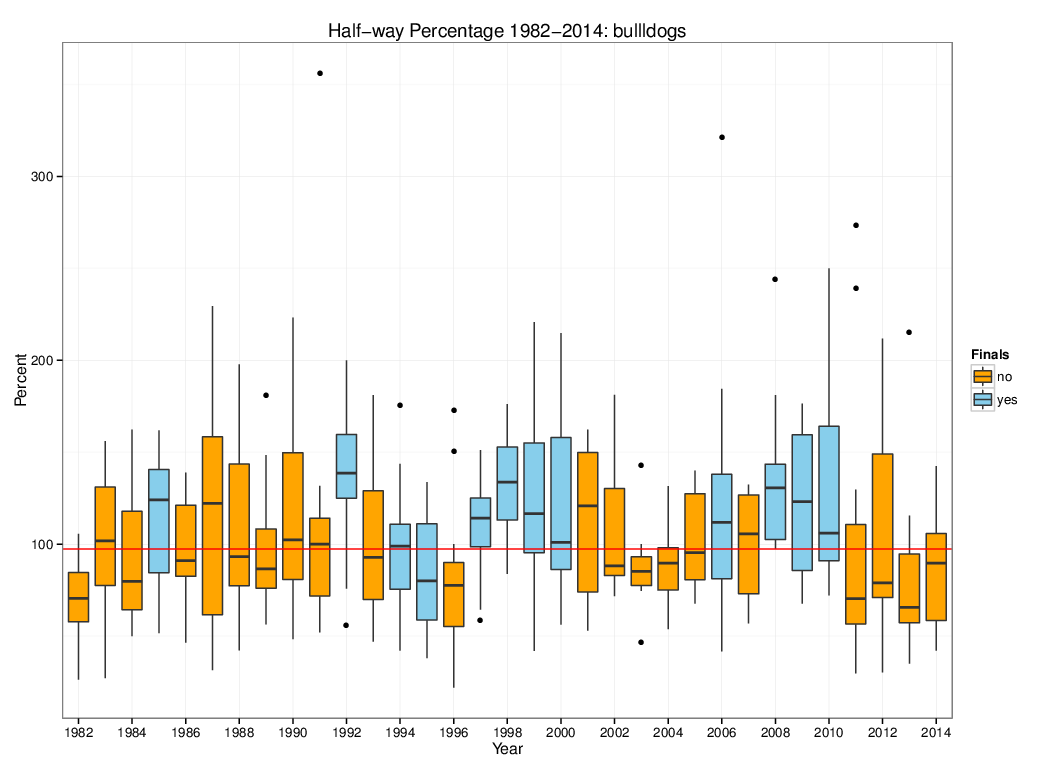 Half−way Percentage 1982−2014: bullldogs
300
200
100
Percent
1982 1984 1986 1988 1990 1992 1994 1996 1998 2000 2002 2004 2006 2008 2010 2012 2014
Year
Finals
no
yes